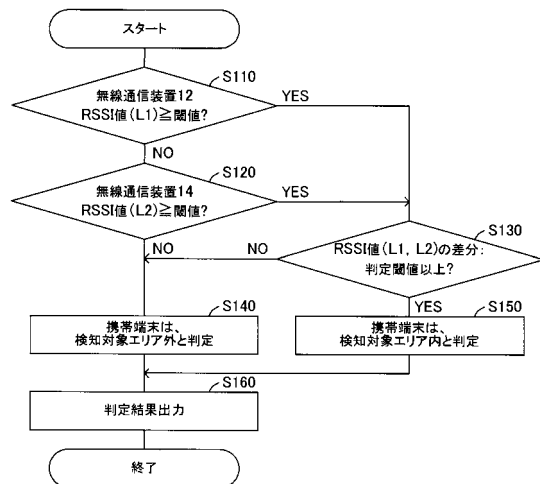 スタート
S110
無線通信装置12
RSSI値(L1)≧閾値?
YES
NO
S120
無線通信装置14
RSSI値(L2)≧閾値?
YES
S130
NO
NO
RSSI値(L1, L2)の差分:
判定閾値以上?
YES
S140
携帯端末は、
検知対象エリア外と判定
S150
携帯端末は、
検知対象エリア内と判定
S160
判定結果出力
終了